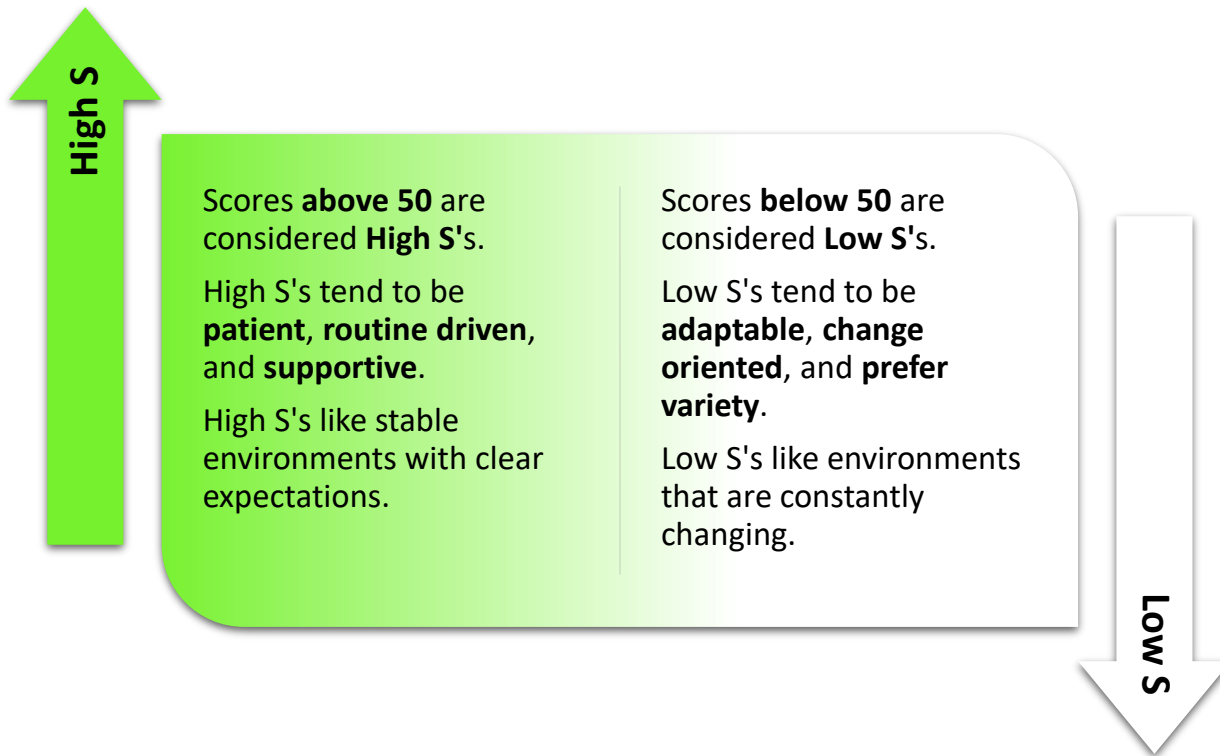 High S
Scores above 50 are
considered High S's.
High S's tend to be
patient, routine driven,
and supportive.
High S's like stable
environments with clear
expectations.
Scores below 50 are
considered Low S's.
Low S's tend to be
adaptable, change
oriented, and prefer
variety.
Low S's like environments
that are constantly
changing.
Low S